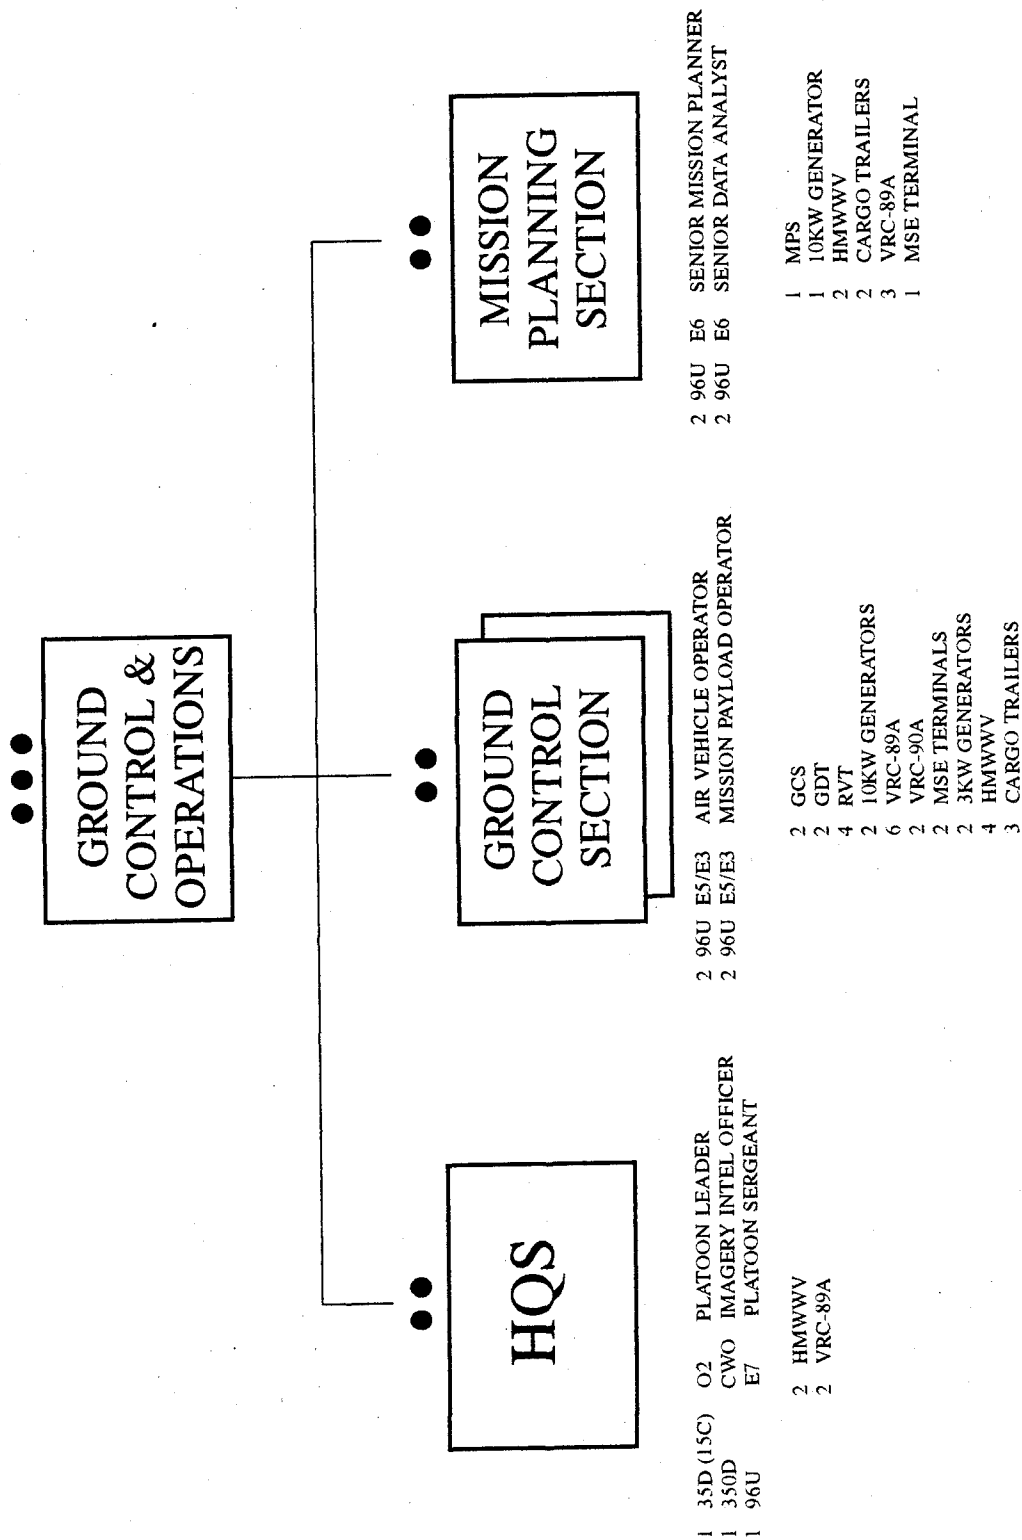 GROUND
CONTROL &
OPERATIONS
HQS
1 35D (15C) O2 PLATOON LEADER
1 350D CWO IMAGERY INTEL OFFICER
1 96U E7 PLATOON SERGEANT
2 HMWWV
2 VRC-89A
GROUND
CONTROL
SECTION
2 96U E5/E3 AIR VEHICLE OPERATOR
2 96U E5/E3 MISSION PAYLOAD OPERATOR
2 GCS
2 GDT
4 RVT
2 10KW GENERATORS
6 VRC-89A
2 VRC-90A
2 MSE TERMINALS
2 3KW GENERATORS
4 HMWWV
3 CARGO TRAILERS
MISSION
PLANNING
SECTION
2 96U E6 SENIOR MISSION PLANNER
2 96U E6 SENIOR DATA ANALYST
1 MPS
1 10KW GENERATOR
2 HMWWV
2 CARGO TRAILERS
3 VRC-89A
1 MSE TERMINAL